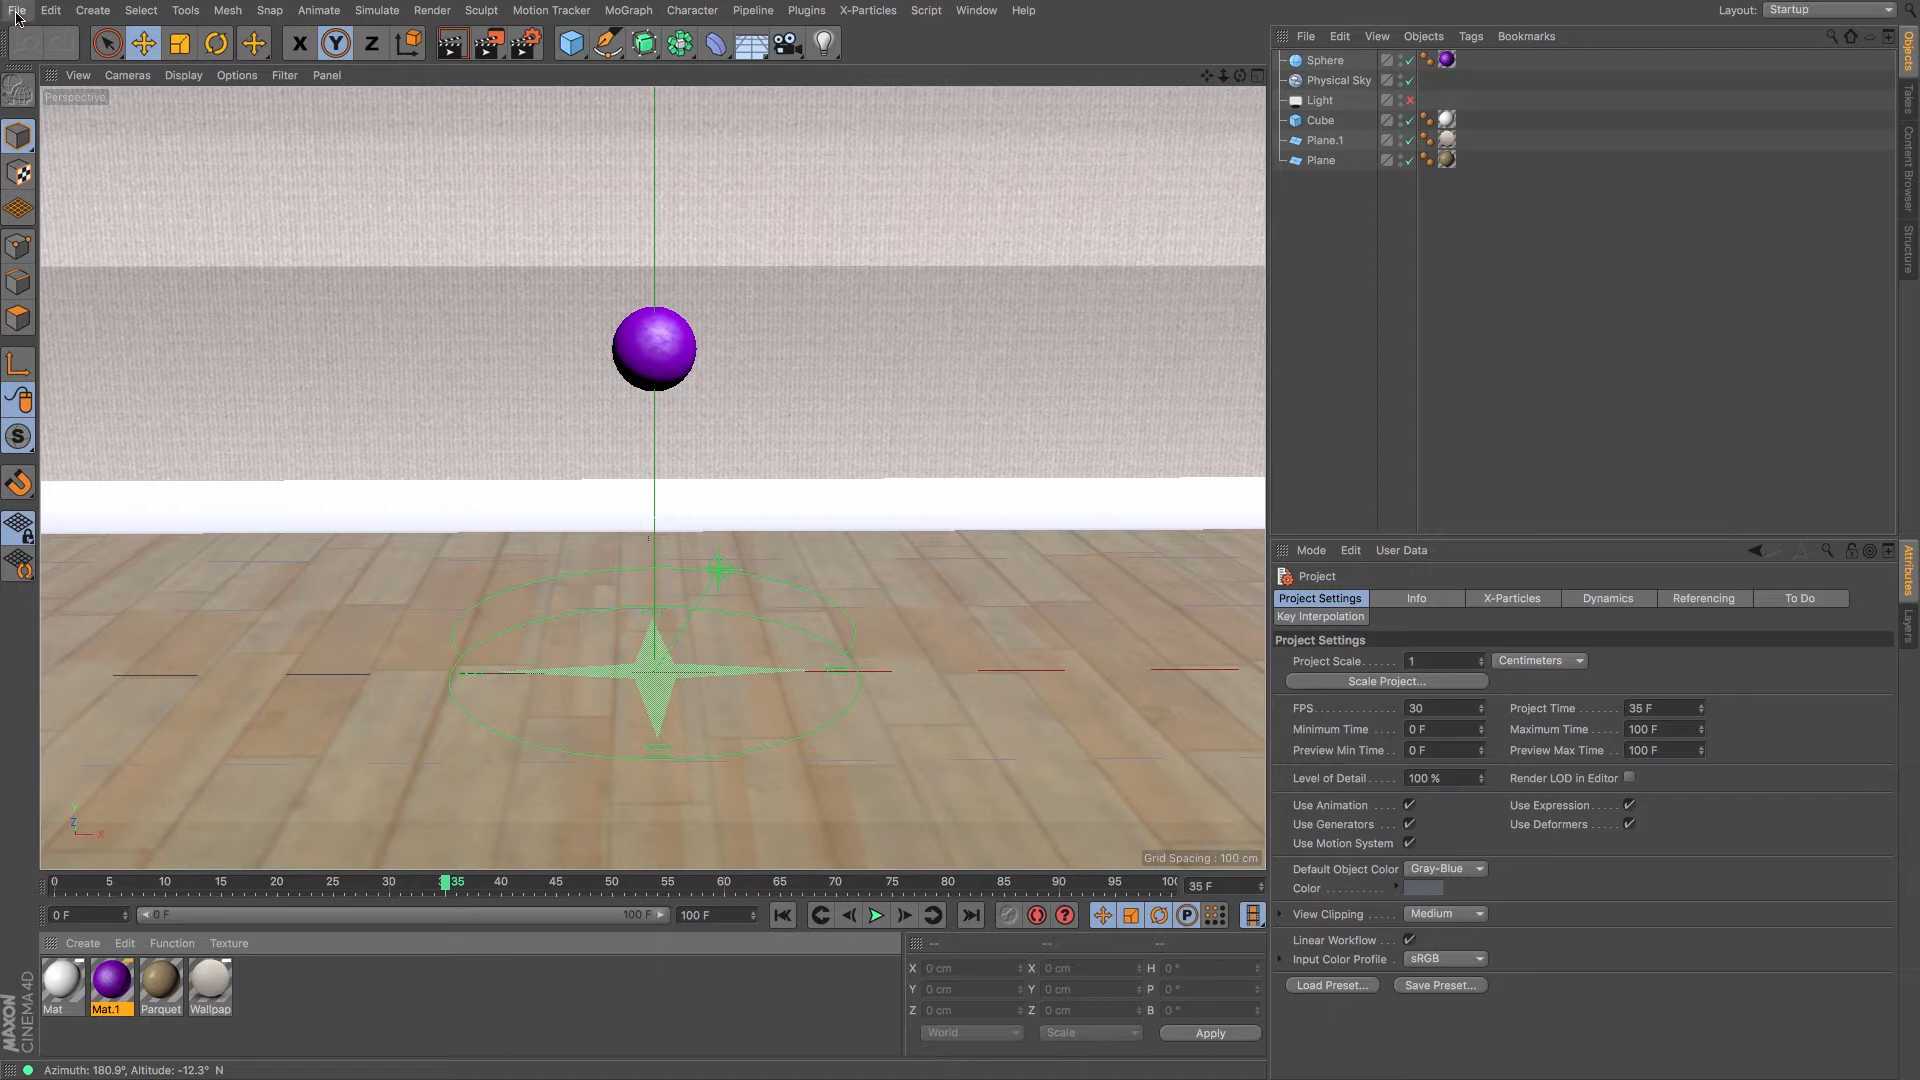 File Edit Create Select Tools Mesh Snap Animate Simulate Render Sculpt Motion Tracker MoGraph Character Pipeline Plugins X-Particles Script Window Help Layout: Startup
X Y Z
File Edit View Objects Tags Bookmarks
View Cameras Display Options Filter Panel
Perspective
Sphere
Physical Sky
Light
Cube
Plane.1
Plane
Objects
Takes
Content Browser
Structure
Mode Edit User Data
Project
Project Settings Info X-Particles Dynamics Referencing To Do
Key Interpolation
Project Settings
Project Scale...... 1 Centimeters
Scale Project...
FPS.............. 30 Project Time ....... 35 F
Minimum Time ... 0 F Maximum Time ..... 100 F
Preview Min Time .. 0 F Preview Max Time .. 100 F
Level of Detail..... 100 % Render LOD in Editor
Use Animation .... Use Expression .....
Use Generators ... Use Deformers .....
Use Motion System
Default Object Color Gray-Blue
Color ..........
View Clipping ..... Medium
Linear Workflow ..
Input Color Profile .. sRGB
Load Preset... Save Preset...
Attributes
Layers
Y
Z X
Grid Spacing : 100 cm
0 5 10 15 20 25 30 35 40 45 50 55 60 65 70 75 80 85 90 95 100 35 F
0 F 0 F 100 F 100 F
P
Create Edit Function Texture
-- -- --
Mat Mat.1 Parquet Wallpap
X 0 cm X 0 cm H 0 °
Y 0 cm Y 0 cm P 0 °
Z 0 cm Z 0 cm B 0 °
World Scale Apply
MAXON
CINEMA 4D
Azimuth: 180.9°, Altitude: -12.3° N